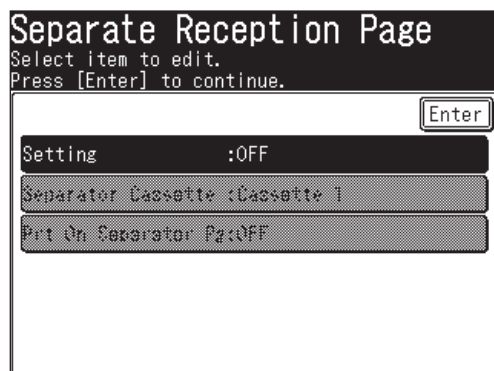 Separate Reception Page
Select item to edit.
Press [Enter] to continue.
Enter
Setting :OFF
Separator Cassette :Cassette 1
Prt On Separator Pg:OFF